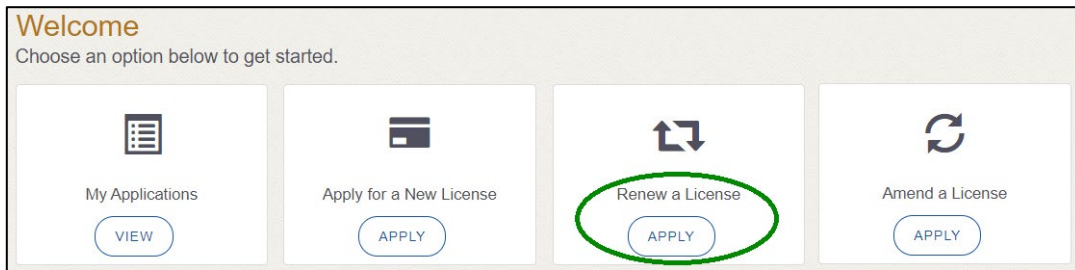 Welcome
Choose an option below to get started.
My Applications
VIEW
Apply for a New License
APPLY
Renew a License
APPLY
Amend a License
APPLY